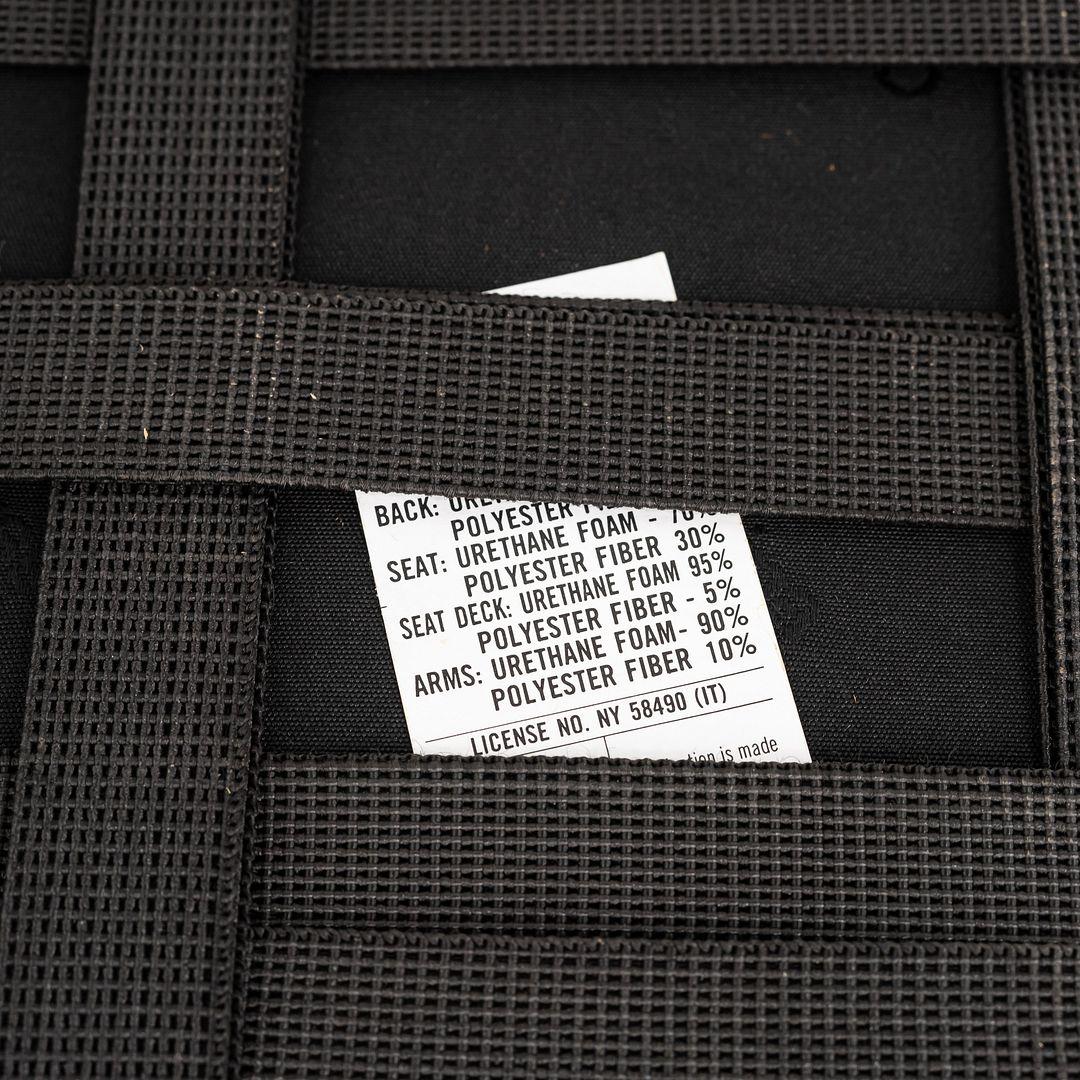 BACK:
POLYESTER
SEAT: URETHANE FOAM - 70%
POLYESTER FIBER 30%
SEAT DECK: URETHANE FOAM 95%
POLYESTER FIBER - 5%
ARMS: URETHANE FOAM- 90%
POLYESTER FIBER 10%
LICENSE NO. NY 58490 (IT)
is made